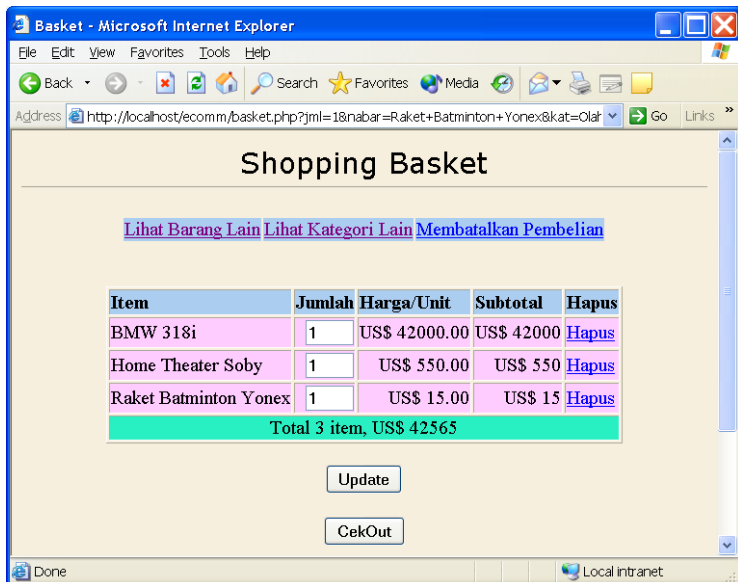 Basket - Microsoft Internet Explorer
File Edit View Favorites Tools Help
Back Search Favorites Media
Address http://localhost/ecomm/basket.php?jml=1&nabar=Raket+Batminton+Yonex&kat=Olah Go Links »
Shopping Basket
Lihat Barang Lain Lihat Kategori Lain Membatalkan Pembelian
Item Jumlah Harga/Unit Subtotal Hapus
BMW 318i 1 US$ 42000.00 US$ 42000 Hapus
Home Theater Soby 1 US$ 550.00 US$ 550 Hapus
Raket Batminton Yonex 1 US$ 15.00 US$ 15 Hapus
Total 3 item, US$ 42565
Update
CekOut
Done Local intranet